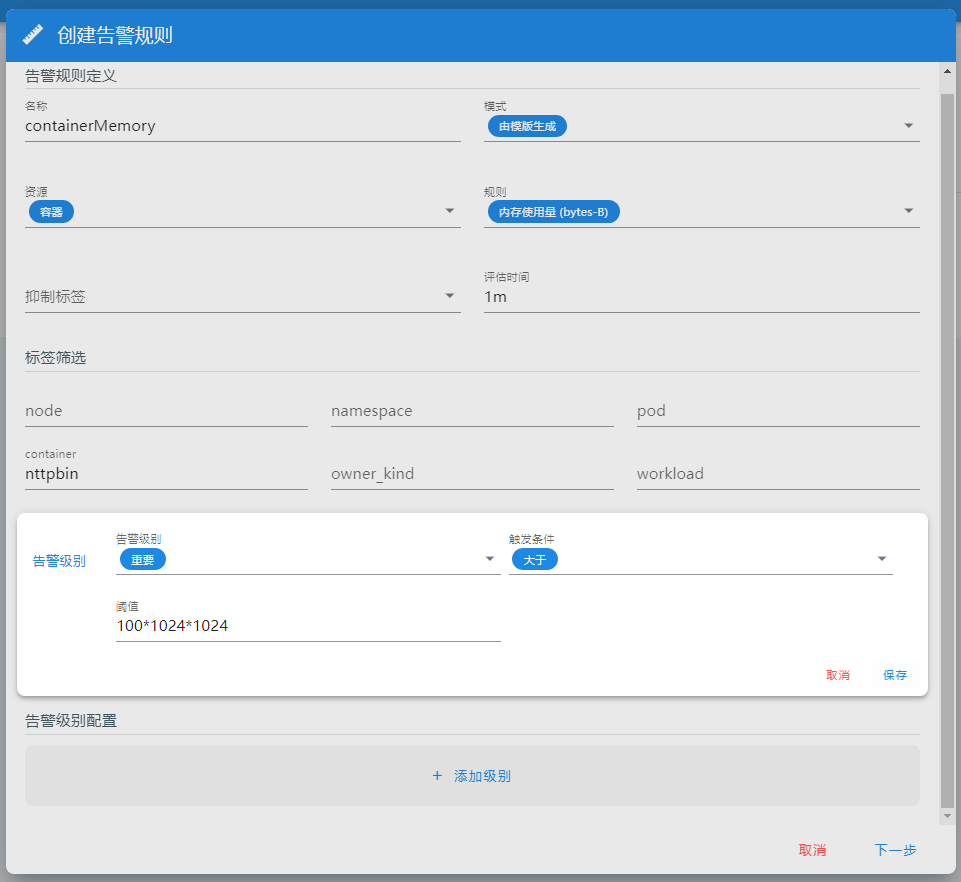 创建告警规则
告警规则定义
名称
containerMemory
模式
由模版生成
资源
容器
规则
内存使用量 (bytes-B)
抑制标签
评估时间
1m
标签筛选
node
namespace
pod
container
nttpbin
owner_kind
workload
告警级别
告警级别
重要
触发条件
大于
阈值
100*1024*1024
取消
保存
告警级别配置
+ 添加级别
取消
下一步